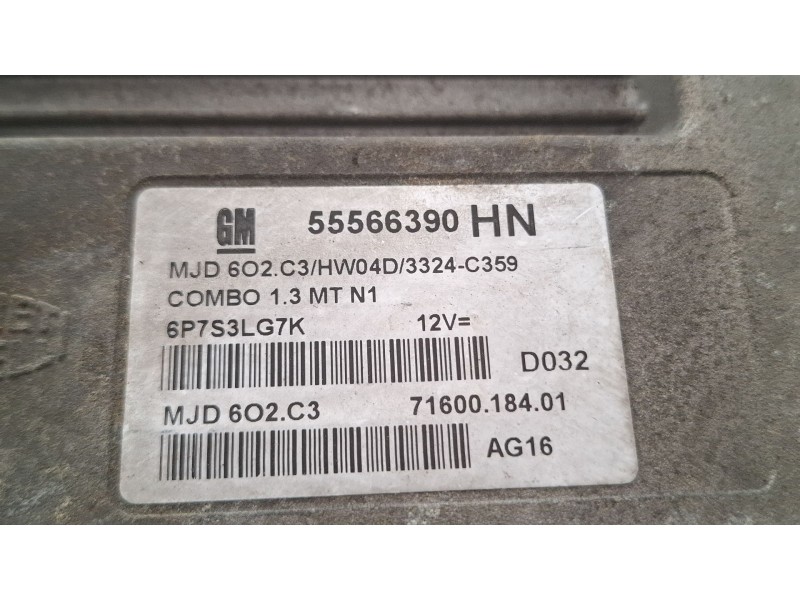 GM 55566390 HN
MJD 6O2.C3/HW04D/3324-C359
COMBO 1.3 MT N1
6P7S3LG7K 12V=
D032
MJD 6O2.C3 71600.184.01
AG16